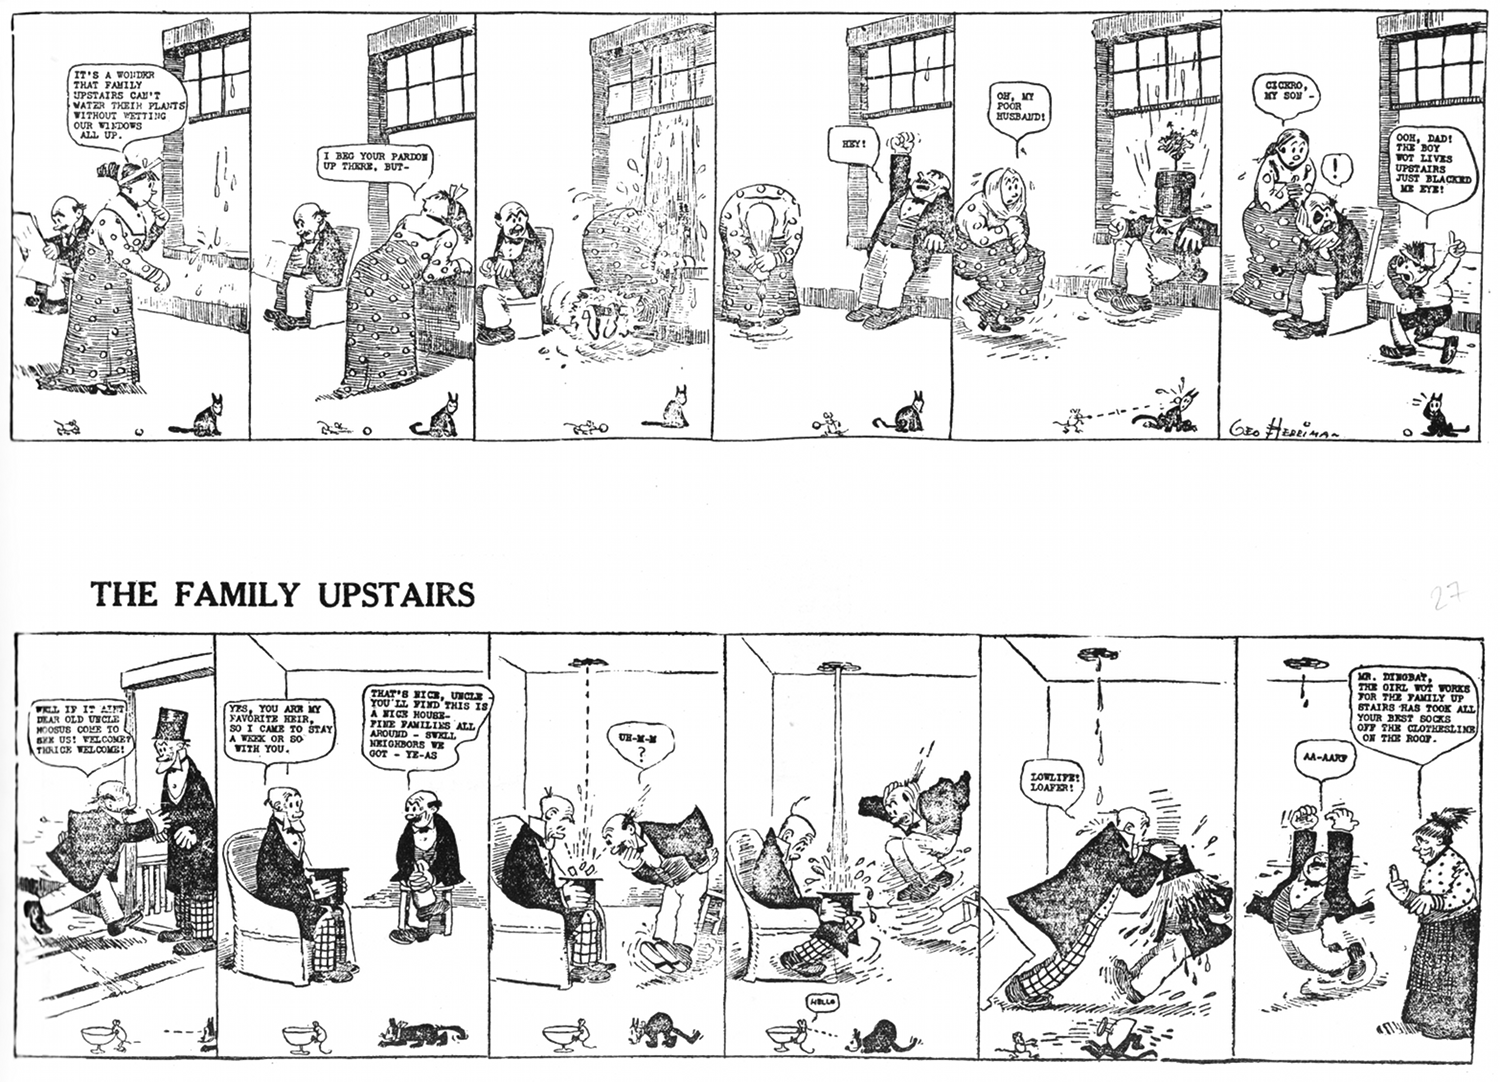 IT'S A WONDER
THAT FAMILY
UPSTAIRS CAN'T
WATER THEIR PLANTS
WITHOUT WETTING
OUR WINDOWS
ALL UP.
I BEG YOUR PARDON
UP THERE, BUT-
HEY!
OH, MY
POOR
HUSBAND!
CICERO,
MY SON -
!
OOH, DAD!
THE BOY
WOT LIVES
UPSTAIRS
JUST BLACKED
ME EYE!
GEO HERRIMAN
THE FAMILY UPSTAIRS
27
WELL IF IT AINT
DEAR OLD UNCLE
NOOSUS COME TO
SEE US! WELCOME?
THRICE WELCOME!
YES, YOU ARE MY
FAVORITE HEIR,
SO I CAME TO STAY
A WEEK OR SO
WITH YOU.
THAT'S NICE, UNCLE -
YOU'LL FIND THIS IS
A NICE HOUSE-
FINE FAMILIES ALL
AROUND - SWELL
NEIGHBORS WE
GOT - YE-AS
UH-M-M
?
HELLO
LOWLIFE!
LOAFER!
AA-AARF
MR. DINGBAT,
THE GIRL WOT WORKS
FOR THE FAMILY UP
STAIRS HAS TOOK ALL
YOUR BEST SOCKS
OFF THE CLOTHESLINE
ON THE ROOF.